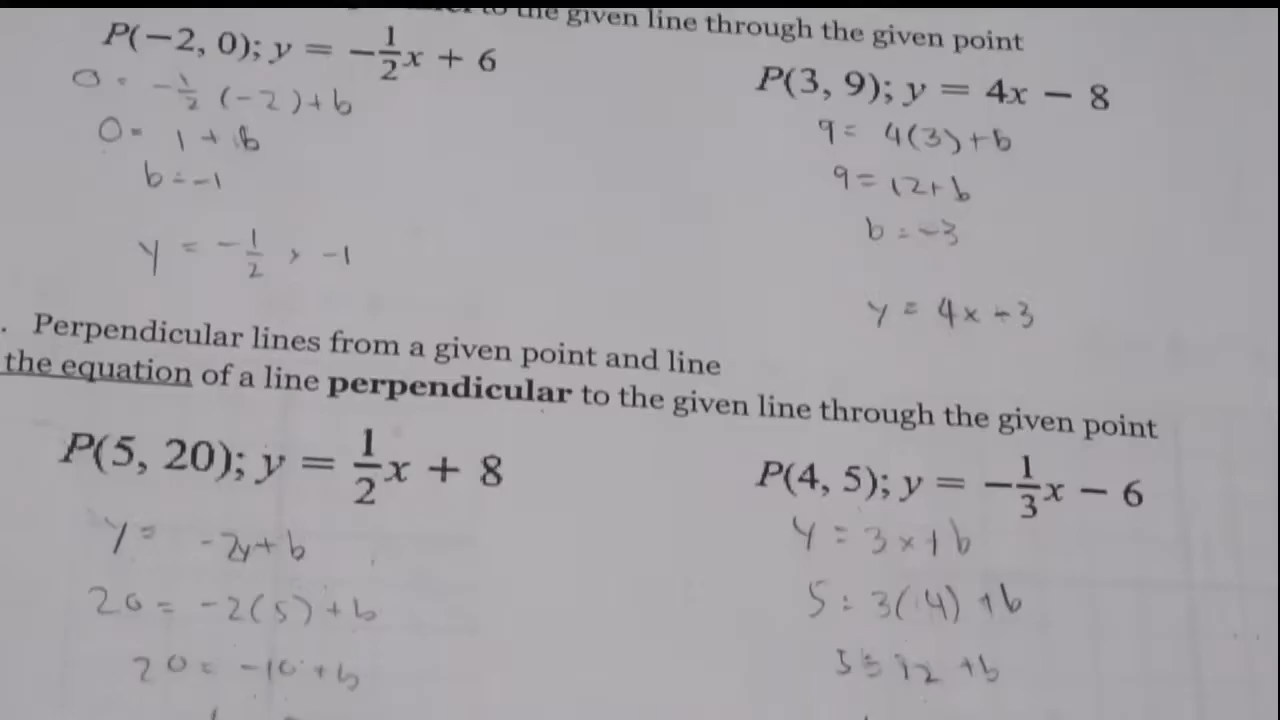 to the given line through the given point
P(−2, 0); y = −1/2x + 6
0 = -1/2 (-2) + b
0 = 1 + b
b = -1
y = -1/2 x -1
P(3, 9); y = 4x − 8
9 = 4(3) + b
9 = 12 + b
b = -3
y = 4x - 3
. Perpendicular lines from a given point and line
the equation of a line perpendicular to the given line through the given point
P(5, 20); y = 1/2x + 8
y = -2x + b
20 = -2(5) + b
20 = -10 + b
P(4, 5); y = −1/3x − 6
y = 3x + b
5 = 3(4) + b
5 = 12 + b